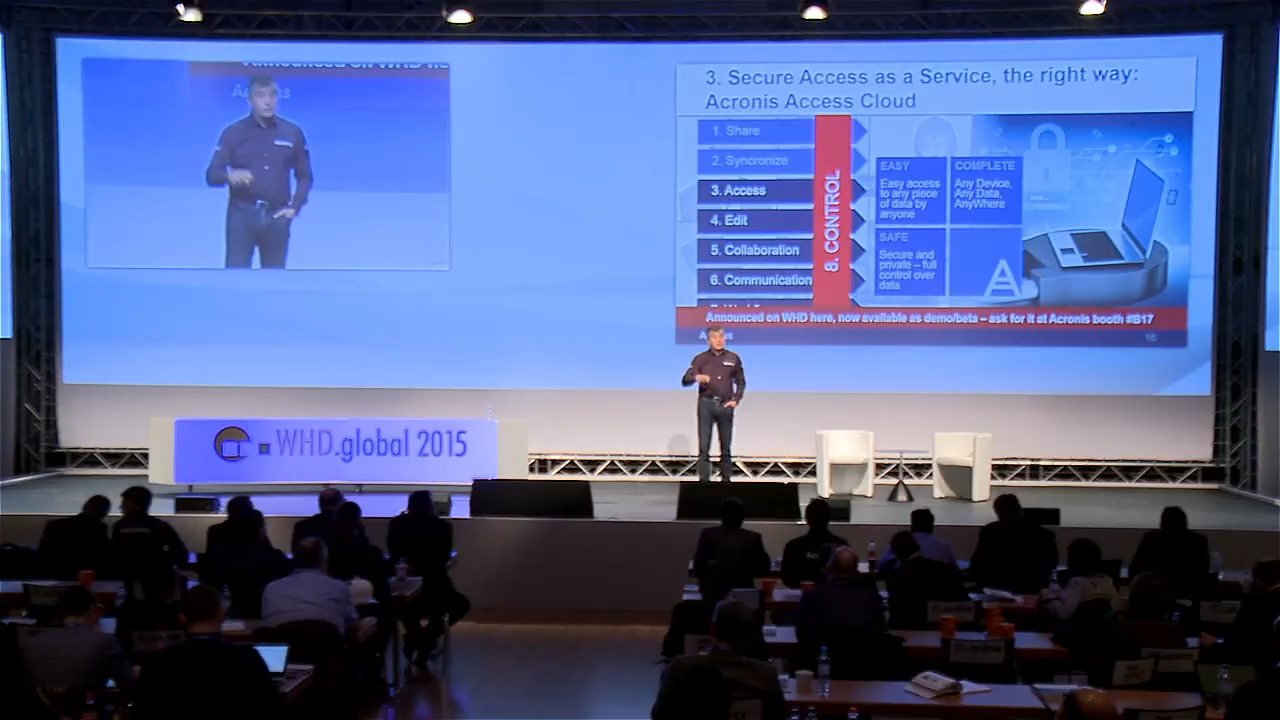 3. Secure Access as a Service, the right way:
Acronis Access Cloud
1. Share
2. Syncronize
3. Access
4. Edit
5. Collaboration
6. Communication
8. CONTROL
EASY
Easy access
to any piece
of data by
anyone
COMPLETE
Any Device,
Any Data,
AnyWhere
SAFE
Secure and
private – full
control over
data
A
Announced on WHD here, now available as demo/beta – ask for it at Acronis booth #B17
16
WHD.global 2015